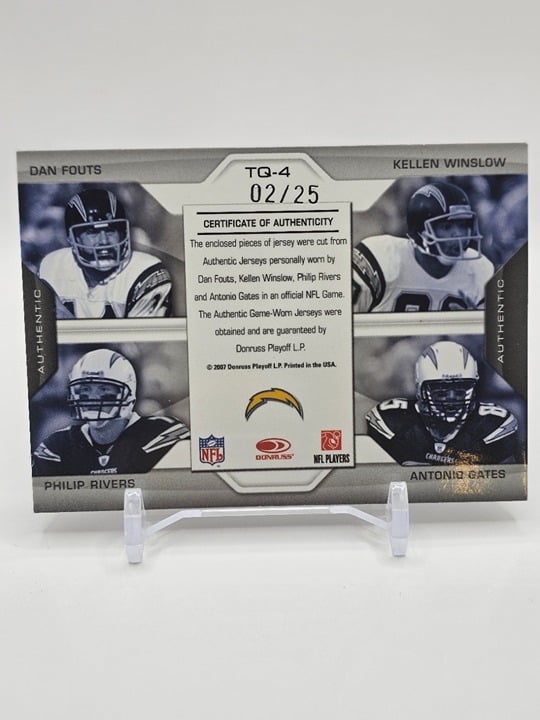 DAN FOUTS
TQ-4
KELLEN WINSLOW
02/25
CERTIFICATE OF AUTHENTICITY
The enclosed pieces of jersey were cut from
Authentic Jerseys personally worn by
Dan Fouts, Kellen Winslow, Philip Rivers
and Antonio Gates in an official NFL Game.
The Authentic Game-Worn Jerseys were
obtained and are guaranteed by
Donruss Playoff L.P.
© 2007 Donruss Playoff L.P. Printed in the USA.
AUTHENTIC
AUTHENTIC
NFL
DONRUSS
NFL PLAYERS
CHARGERS
CHARGERS
85
PHILIP RIVERS
ANTONIO GATES